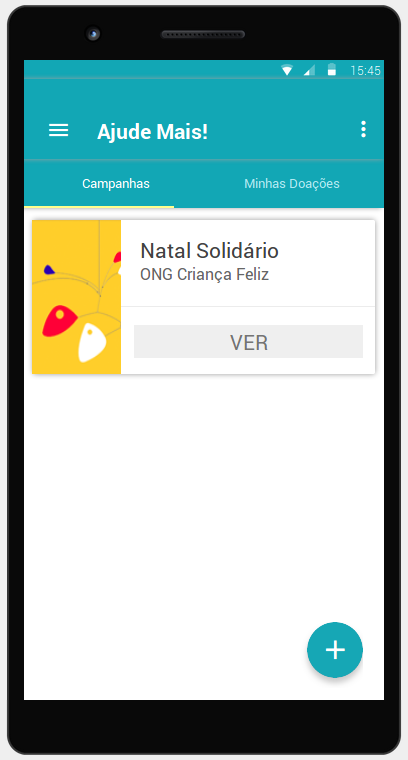 15:45
Ajude Mais!
Campanhas
Minhas Doações
Natal Solidário
ONG Criança Feliz
VER